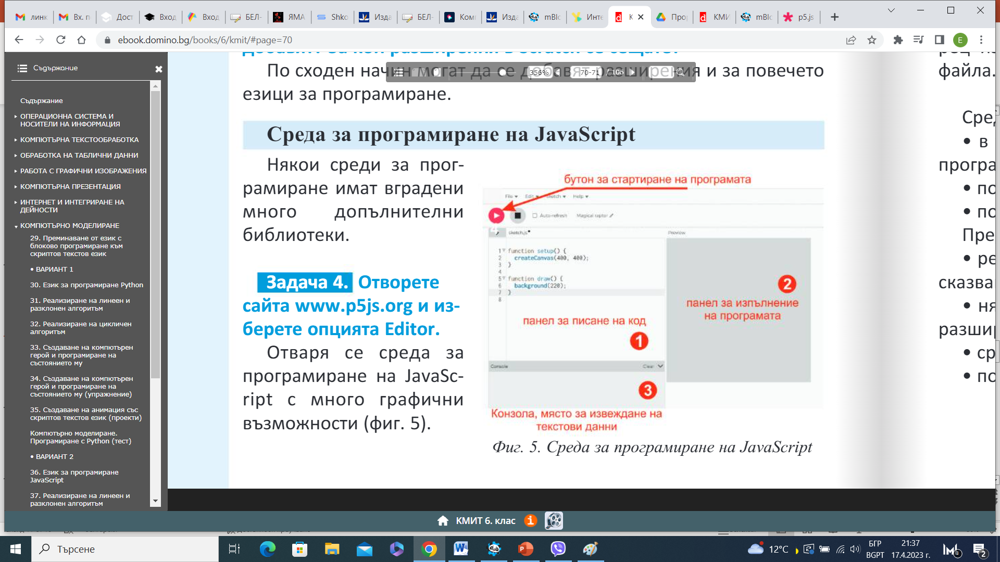 линк
Вх. п
Дост
Вход
Вход
БЕЛ-
ЯМА
Shko
Изда
БЕЛ-
Комп
Изда
mBlo
Инте
К
Про
КМИ
mBlo
p5.js
ebook.domino.bg/books/6/kmit/#page=70
E
Съдържание
Съдържание
ОПЕРАЦИОННА СИСТЕМА И
НОСИТЕЛИ НА ИНФОРМАЦИЯ
КОМПЮТЪРНА ТЕКСТООБРАБОТКА
ОБРАБОТКА НА ТАБЛИЧНИ ДАННИ
РАБОТА С ГРАФИЧНИ ИЗОБРАЖЕНИЯ
КОМПЮТЪРНА ПРЕЗЕНТАЦИЯ
ИНТЕРНЕТ И ИНТЕГРИРАНЕ НА
ДЕЙНОСТИ
КОМПЮТЪРНО МОДЕЛИРАНЕ
29. Преминаване от език с
блоково програмиране към
скриптов текстов език
• ВАРИАНТ 1
30. Език за програмиране Python
31. Реализиране на линеен и
разклонен алгоритъм
32. Реализиране на цикличен
алгоритъм
33. Създаване на компютърен
герой и програмиране на
състоянието му
34. Създаване на компютърен
герой и програмиране на
състоянието му (упражнение)
35. Създаване на анимация със
скриптов текстов език (проекти)
Компютърно моделиране.
Програмиране с Python (тест)
• ВАРИАНТ 2
36. Език за програмиране
JavaScript
37. Реализиране на линеен и
разклонен алгоритъм
356%
70-71
/ 106
По сходен начин могат да се добавят разширения и за повечето
езици за програмиране.
Среда за програмиране на JavaScript
Някои среди за прог-
рамиране имат вградени
много допълнителни
библиотеки.
Задача 4. Отворете
сайта www.p5js.org и из-
берете опцията Editor.
Отваря се среда за
програмиране на JavaSc-
ript с много графични
възможности (фиг. 5).
бутон за стартиране на програмата
File
Edit
Sketch
Help
Auto-refresh
Magical raptor
sketch.js
Preview
1 function setup() {
2 createCanvas(400, 400);
3 }
4
5 function draw() {
6 background(220);
7 }
8
панел за писане на код
1
2
панел за изпълнение
на програмата
Console
Clear
3
Конзола, място за извеждане на
текстови данни
Фиг. 5. Среда за програмиране на JavaScript
файла.
Сред
• в
програ
• по
• по
Пре
• ре
сказва
• ня
разши
• ср
• по
КМИТ 6. клас
Търсене
12°C
БГР
BGPT
21:37
17.4.2023 г.
3
2